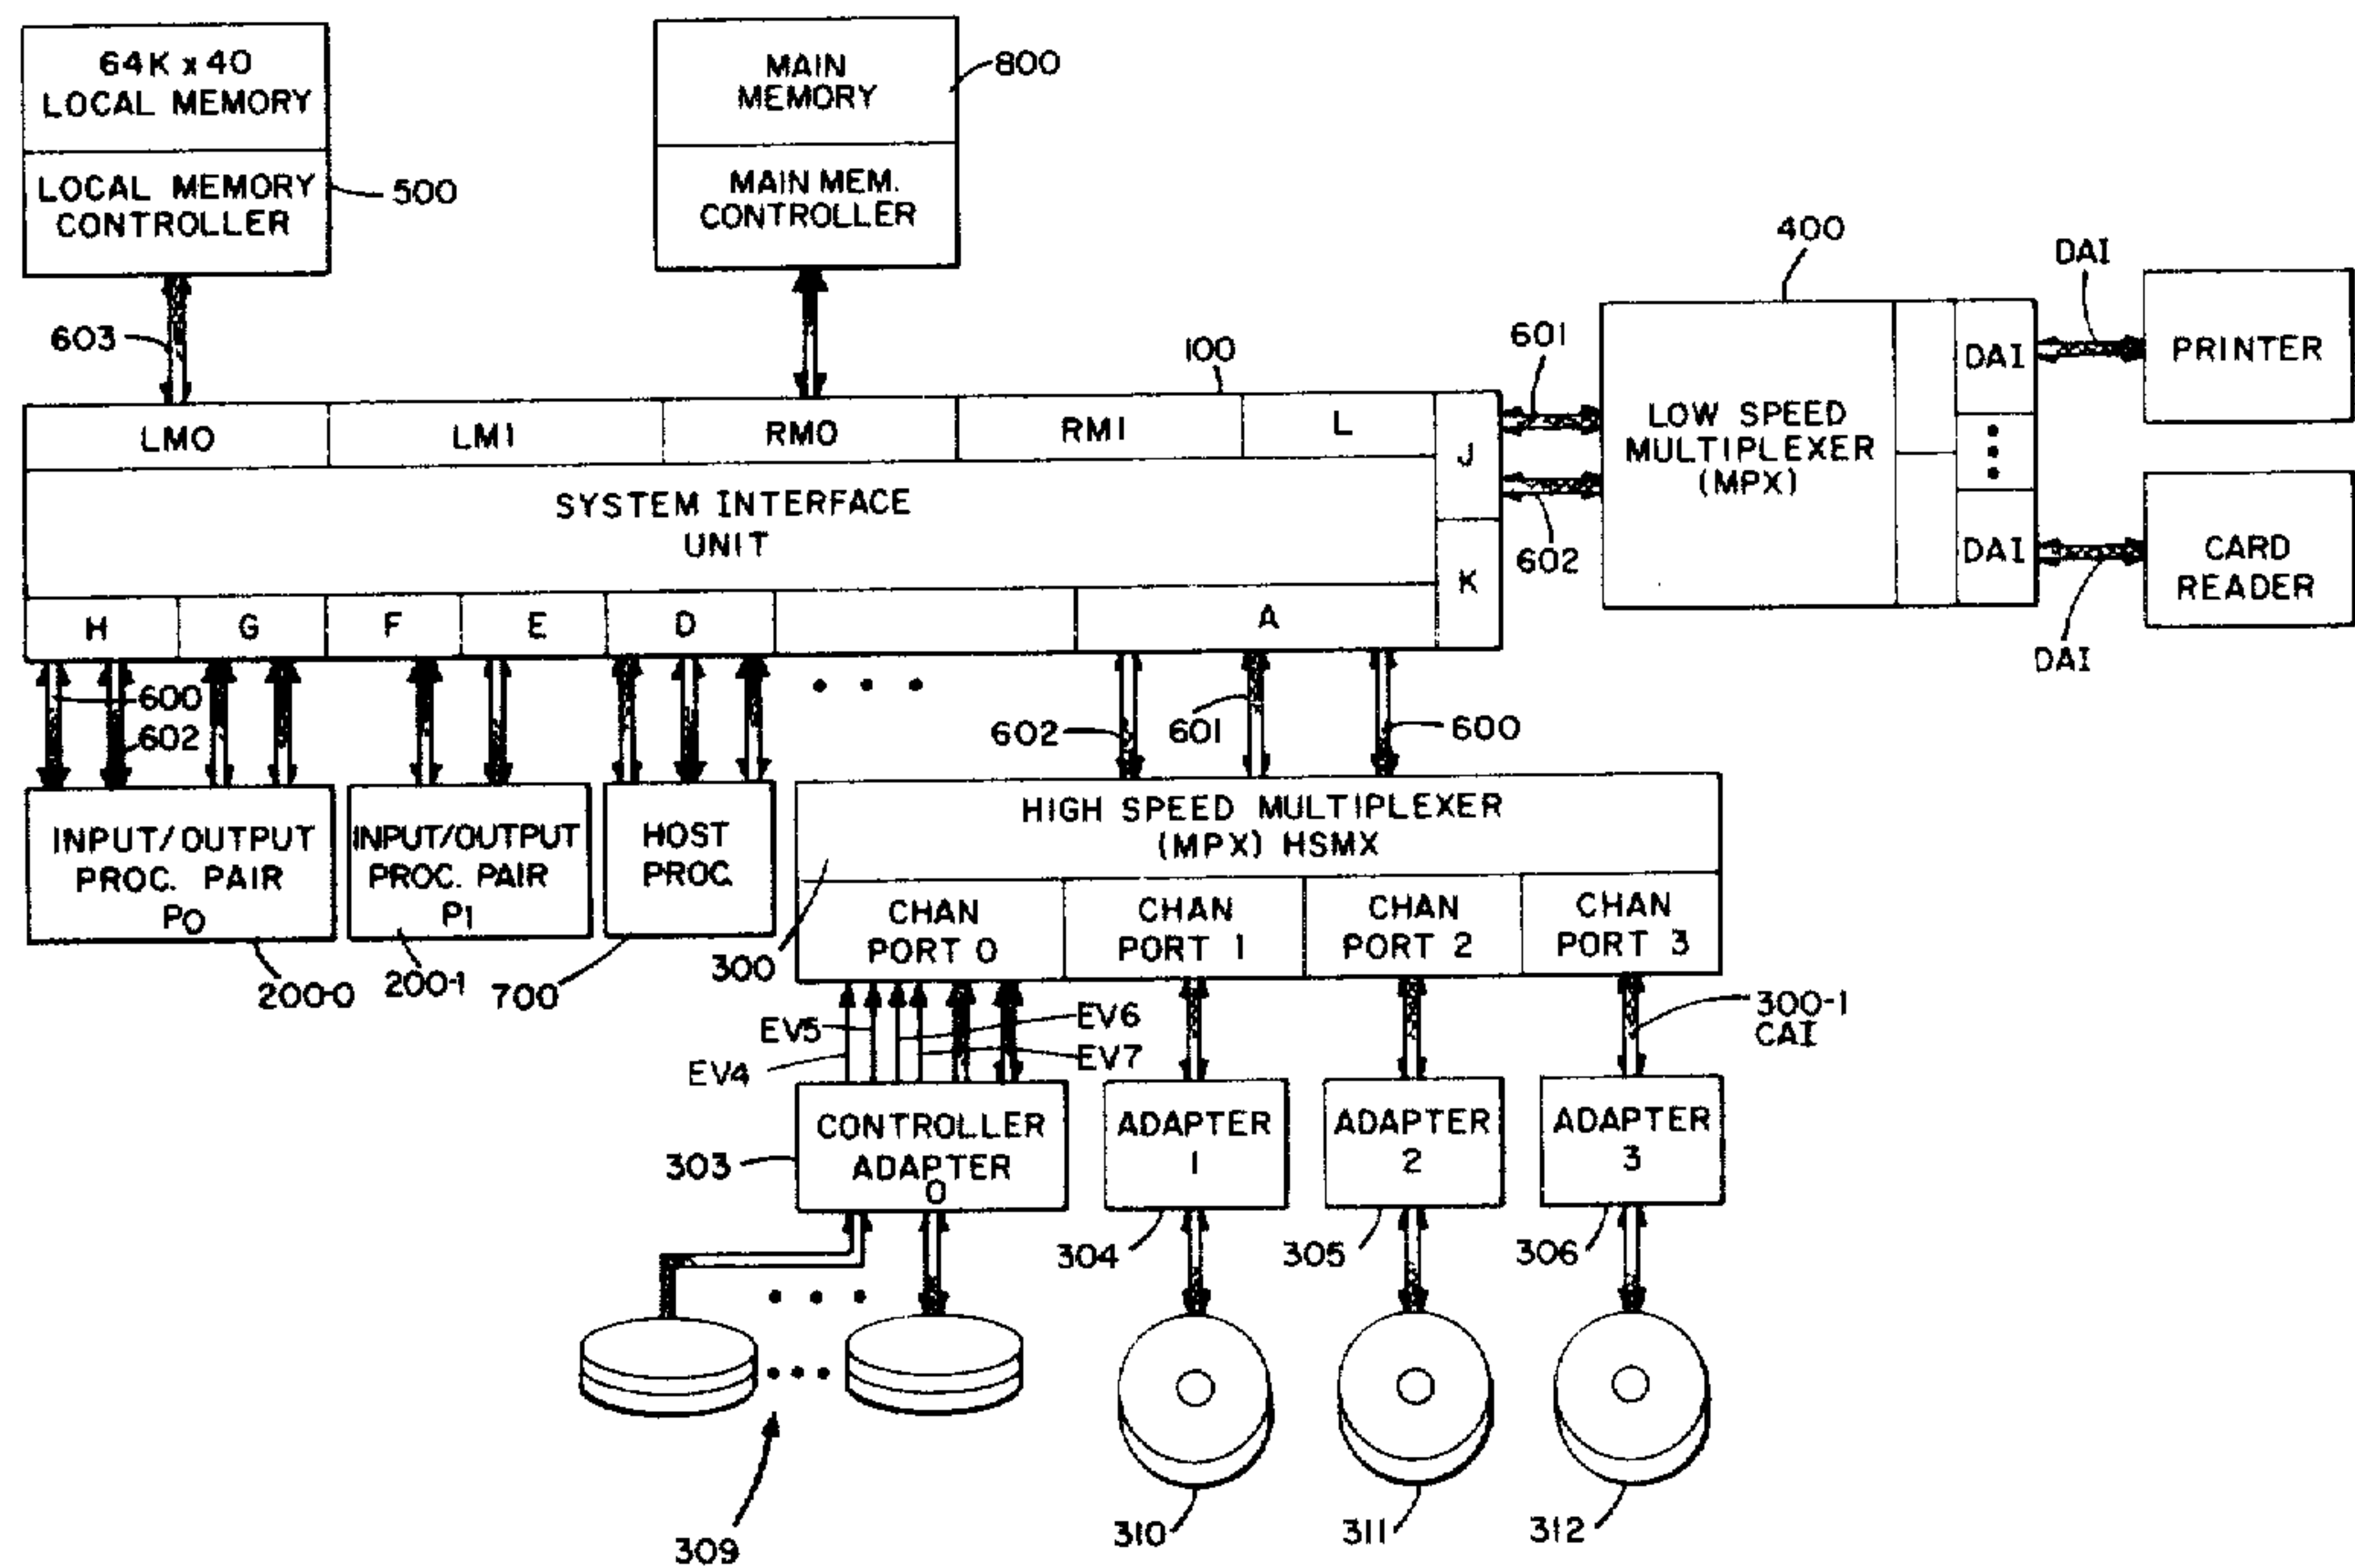 64K x 40
LOCAL MEMORY
LOCAL MEMORY
CONTROLLER
500
MAIN
MEMORY
800
MAIN MEM.
CONTROLLER
603
100
LM0
LM1
RM0
RM1
L
J
K
SYSTEM INTERFACE
UNIT
H
G
F
E
D
A
601
602
400
LOW SPEED
MULTIPLEXER
(MPX)
DAI
DAI
DAI
PRINTER
CARD
READER
DAI
600
602
602
601
600
INPUT/OUTPUT
PROC. PAIR
P0
200-0
INPUT/OUTPUT
PROC. PAIR
P1
200-1
HOST
PROC.
700
HIGH SPEED MULTIPLEXER
(MPX) HSMX
300
CHAN
PORT 0
CHAN
PORT 1
CHAN
PORT 2
CHAN
PORT 3
EV5
EV4
EV6
EV7
300-1
CAI
303
CONTROLLER
ADAPTER
0
ADAPTER
1
ADAPTER
2
ADAPTER
3
304
305
306
309
310
311
312